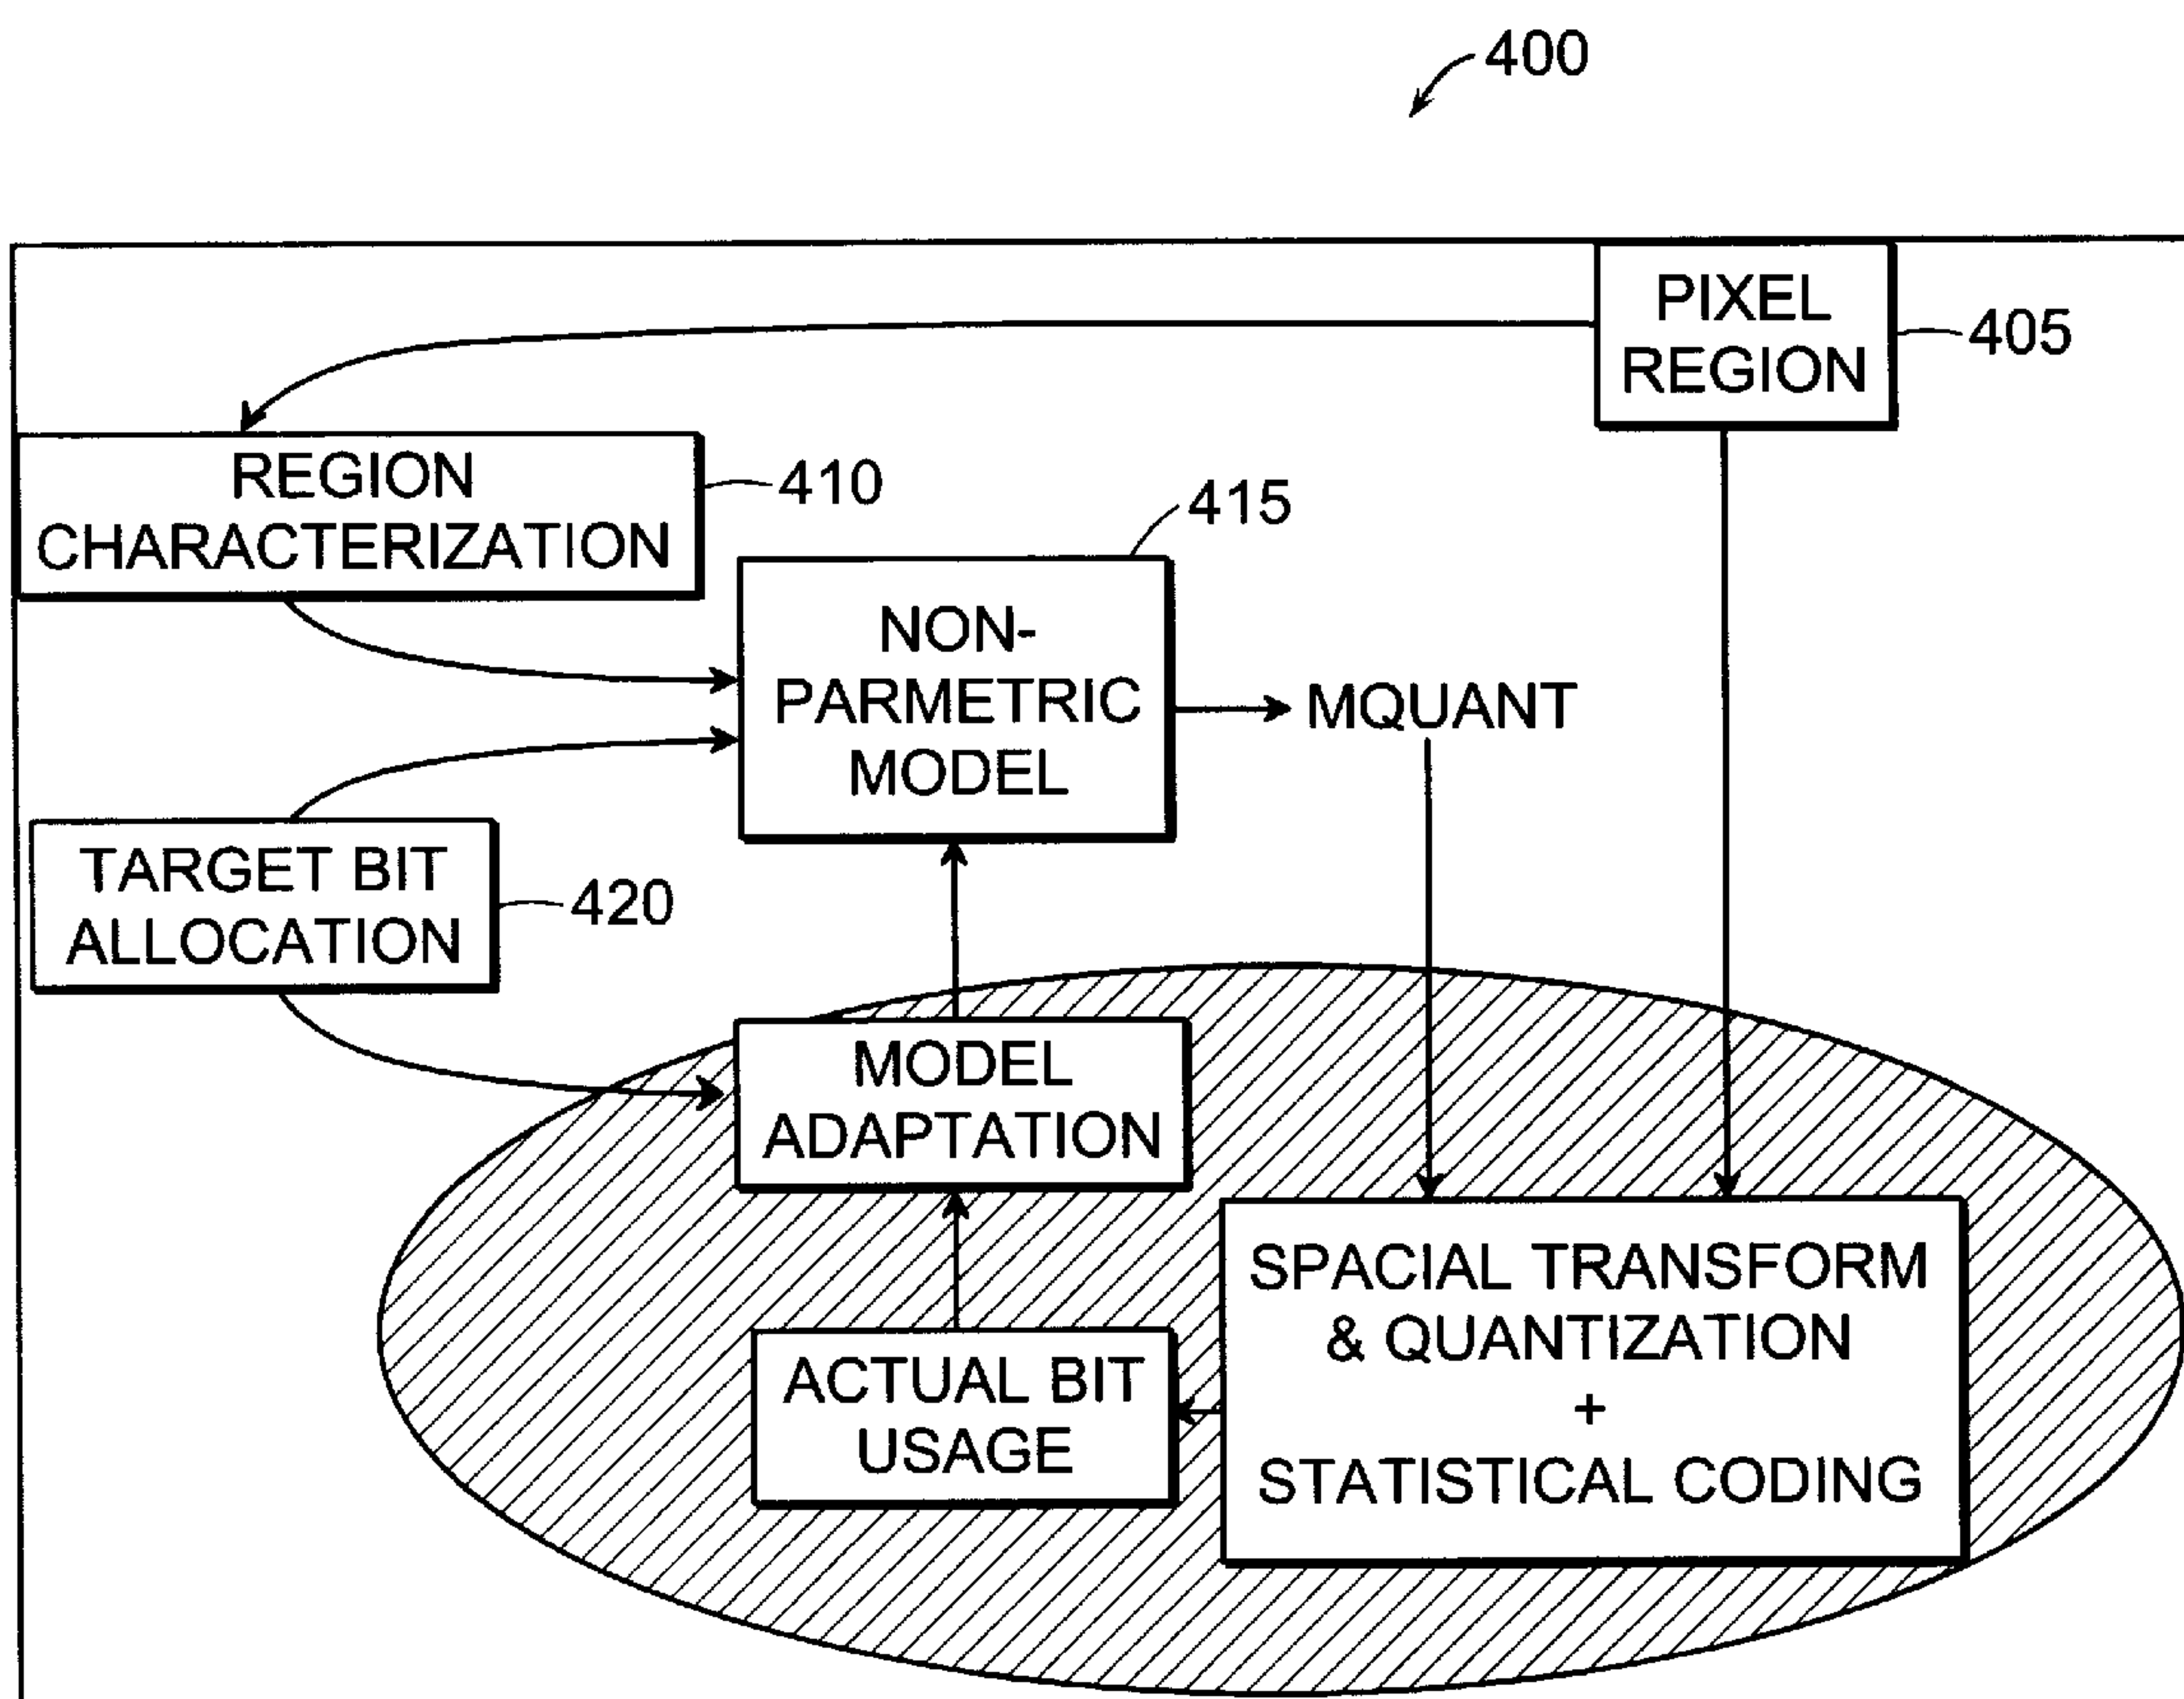 400
PIXEL
REGION
405
REGION
CHARACTERIZATION
410
415
NON-
PARMETRIC
MODEL
MQUANT
TARGET BIT
ALLOCATION
420
MODEL
ADAPTATION
SPACIAL TRANSFORM
& QUANTIZATION
+
STATISTICAL CODING
ACTUAL BIT
USAGE